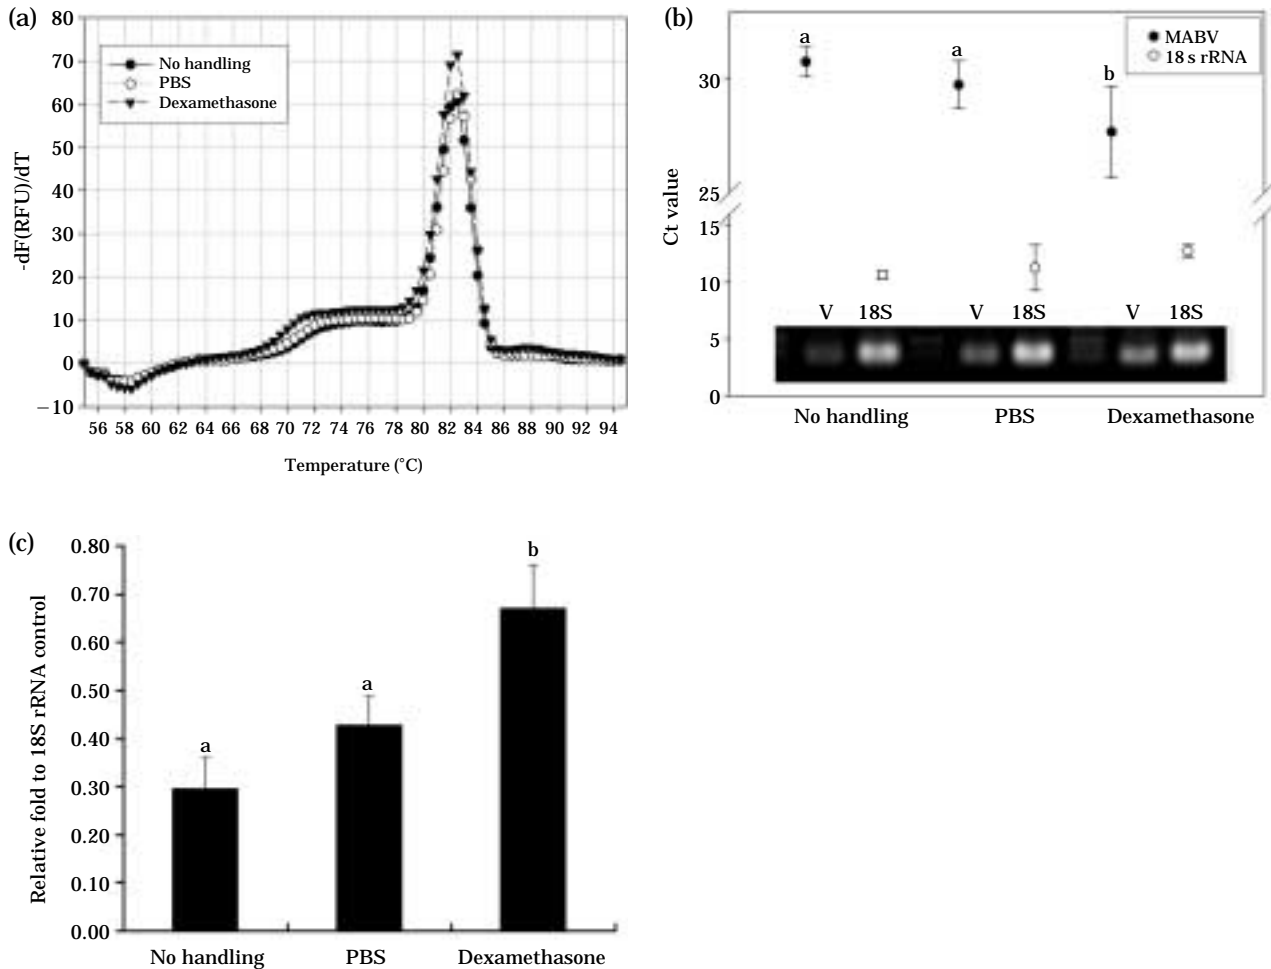 (a)
80
70
60
50
40
30
20
10
0
−10
-dF(RFU)/dT
No handling
PBS
Dexamethasone
56 58 60 62 64 66 68 70 72 74 76 78 80 82 84 86 88 90 92 94
Temperature (°C)
(b)
30
25
15
10
5
0
Ct value
MABV
18 s rRNA
a
a
b
V 18S V 18S V 18S
No handling PBS Dexamethasone
(c)
0.80
0.70
0.60
0.50
0.40
0.30
0.20
0.10
0.00
Relative fold to 18S rRNA control
a
a
b
No handling PBS Dexamethasone